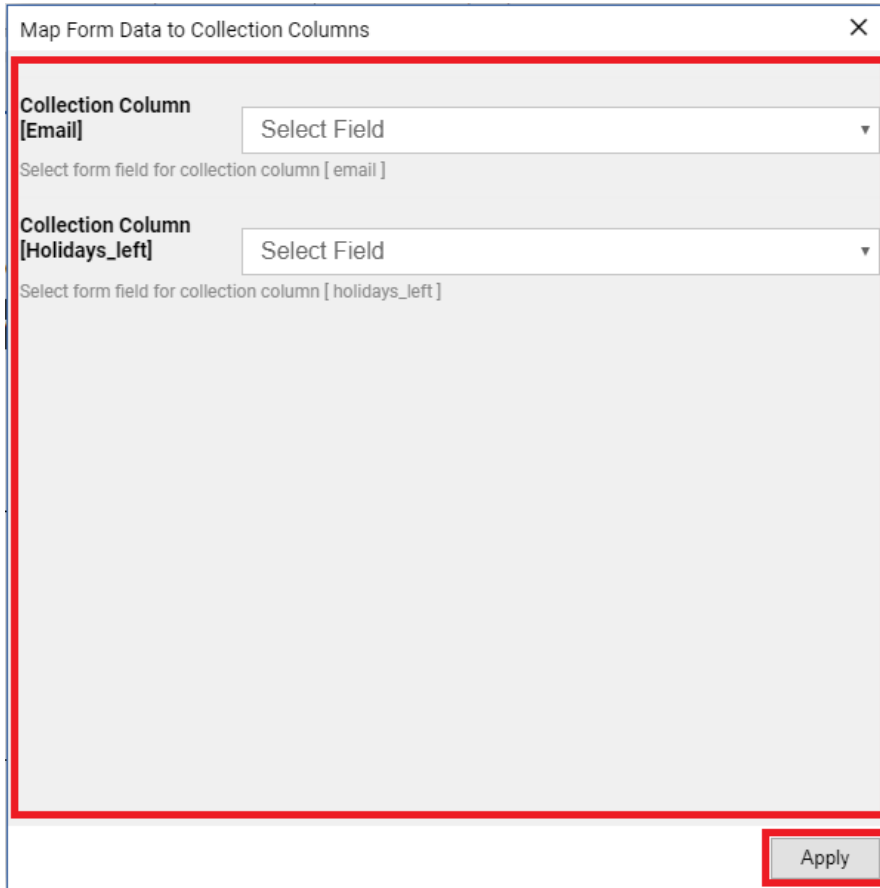 Map Form Data to Collection Columns
Collection Column
[Email]
Select Field
Select form field for collection column [ email ]
Collection Column
[Holidays_left]
Select Field
Select form field for collection column [ holidays_left ]
Apply